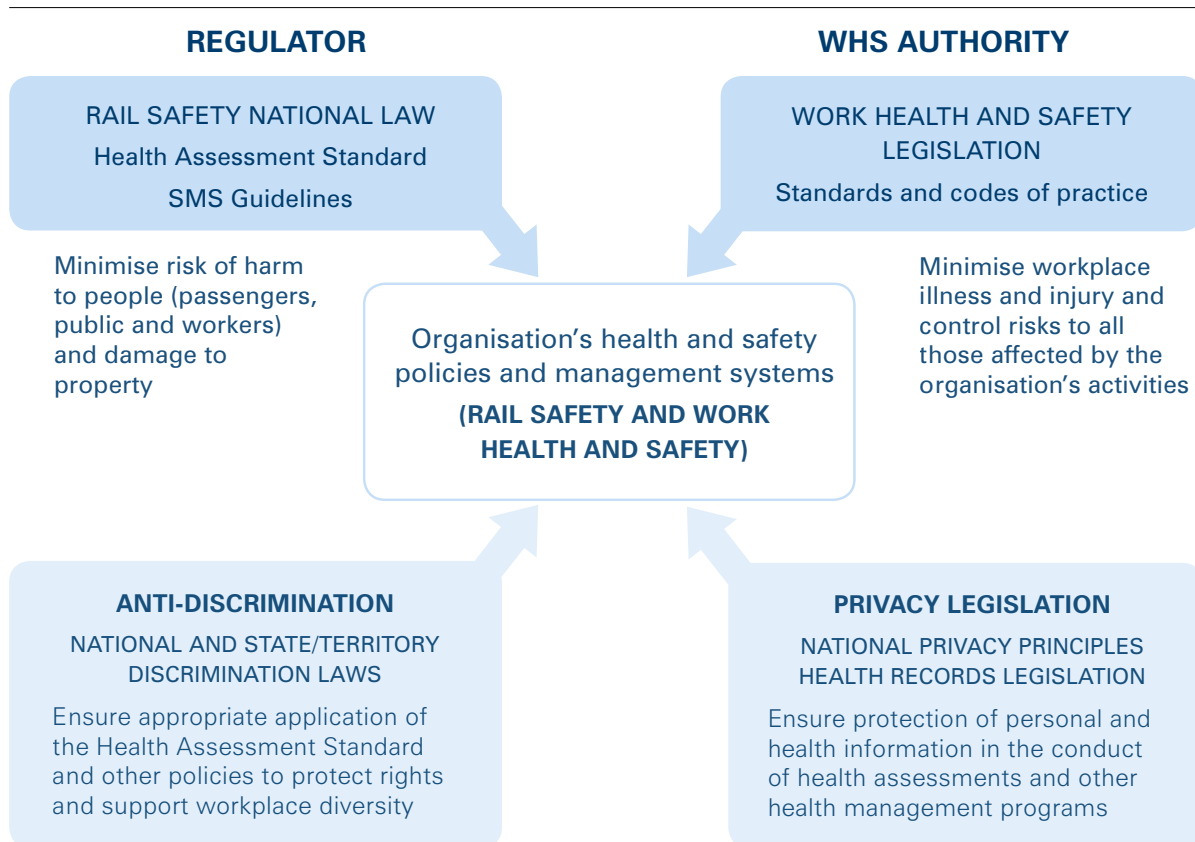 REGULATOR
RAIL SAFETY NATIONAL LAW
Health Assessment Standard
SMS Guidelines
Minimise risk of harm
to people (passengers,
public and workers)
and damage to
property
WHS AUTHORITY
WORK HEALTH AND SAFETY
LEGISLATION
Standards and codes of practice
Minimise workplace
illness and injury and
control risks to all
those affected by the
organisation's activities
Organisation's health and safety
policies and management systems
(RAIL SAFETY AND WORK
HEALTH AND SAFETY)
ANTI-DISCRIMINATION
NATIONAL AND STATE/TERRITORY
DISCRIMINATION LAWS
Ensure appropriate application of
the Health Assessment Standard
and other policies to protect rights
and support workplace diversity
PRIVACY LEGISLATION
NATIONAL PRIVACY PRINCIPLES
HEALTH RECORDS LEGISLATION
Ensure protection of personal and
health information in the conduct
of health assessments and other
health management programs